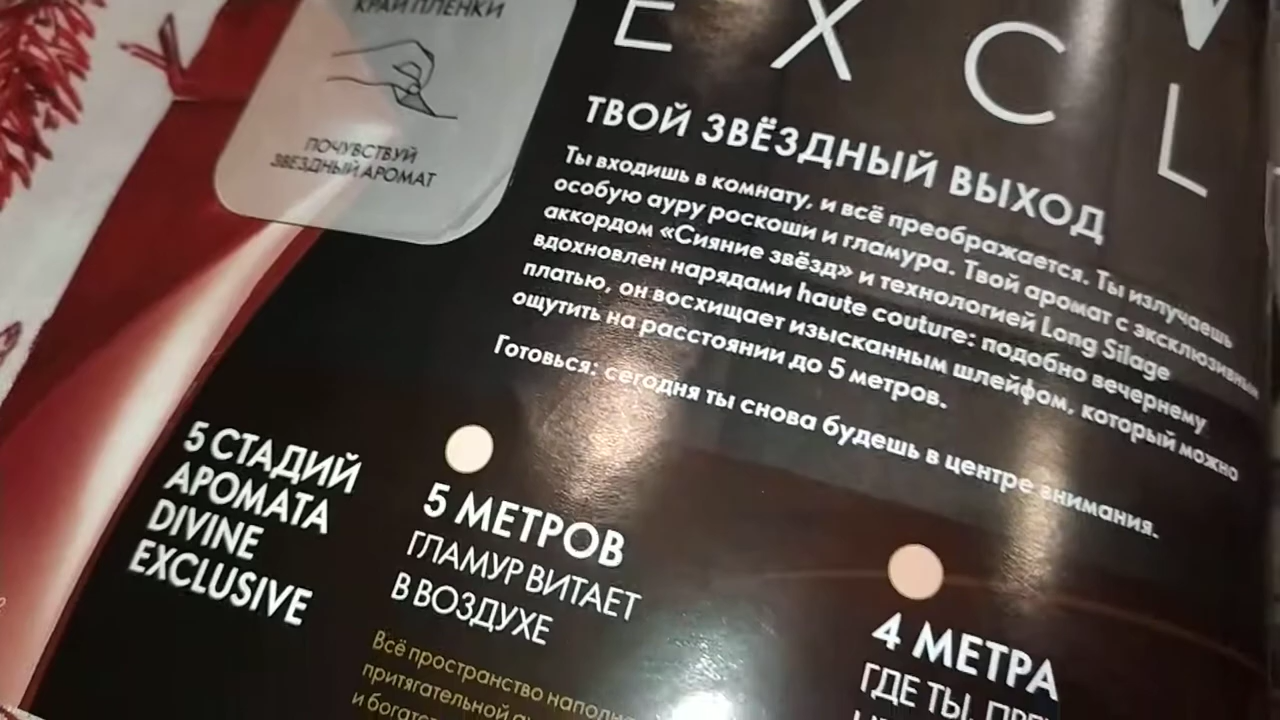 КРАЙ ПЛЕНКИ
ПОЧУВСТВУЙ
ЗВЕЗДНЫЙ АРОМАТ
E X C L
ТВОЙ ЗВЁЗДНЫЙ ВЫХОД
Ты входишь в комнату, и всё преображается. Ты излучаешь
особую ауру роскоши и гламура. Твой аромат с эксклюзивным
аккордом «Сияние звёзд» и технологией Long Silage
вдохновлен нарядами haute couture: подобно вечернему
платью, он восхищает изысканным шлейфом, который можно
ощутить на расстоянии до 5 метров.
Готовься: сегодня ты снова будешь в центре внимания.
5 СТАДИЙ
АРОМАТА
DIVINE
EXCLUSIVE
5 МЕТРОВ
ГЛАМУР ВИТАЕТ
В ВОЗДУХЕ
Всё пространство
притягательной
4 МЕТРА
ГДЕ ТЫ,